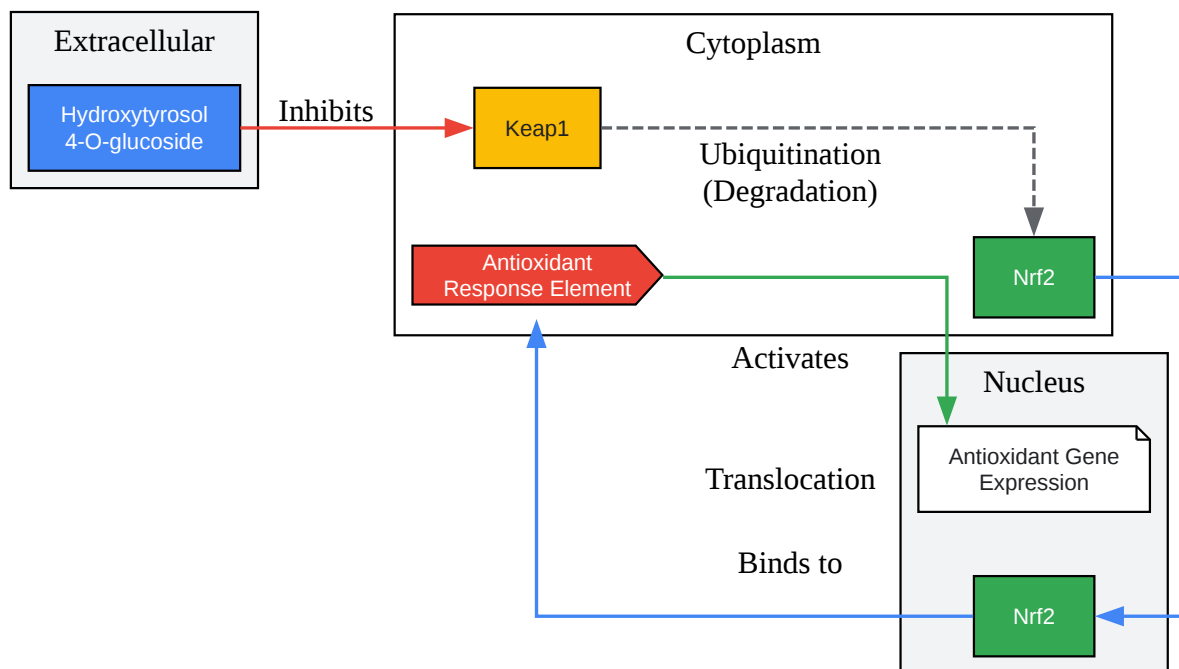 Extracellular
Cytoplasm
Hydroxytyrosol
4-O-glucoside
Inhibits
Keap1
Ubiquitination
(Degradation)
Antioxidant
Response Element
Nrf2
Activates
Nucleus
Antioxidant Gene
Expression
Translocation
Binds to
Nrf2